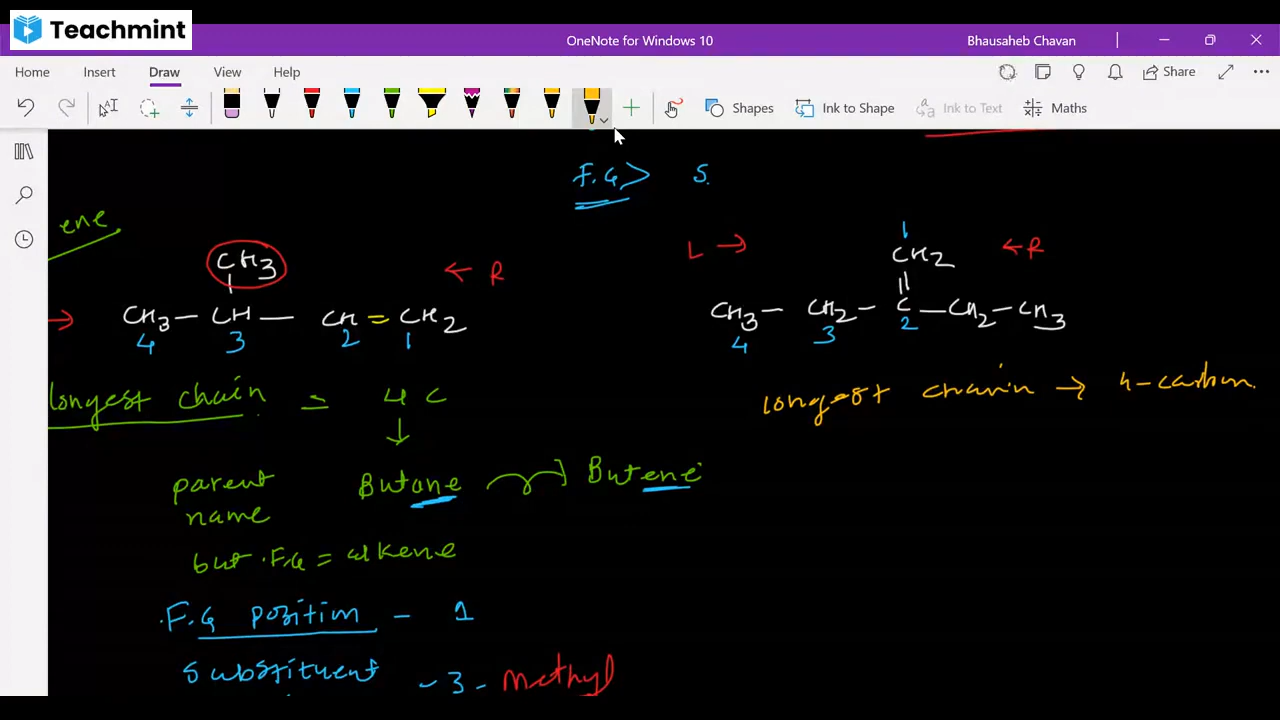 Teachmint
OneNote for Windows 10
Bhausaheb Chavan
Home Insert Draw View Help
Share
Shapes Ink to Shape Ink to Text Maths
F.G > S.
ene
CH3
← R
CH3 — CH — CH = CH2
4 3 2 1
L →
1
CH2
← R
CH3 — CH2 — C — CH2 — CH3
4 3 2
longest chain = 4 C
longest chain → 4-carbon.
parent
name
Butane Butene
but .F.G = alkene
.F.G position - 1
substituent - 3 - methyl